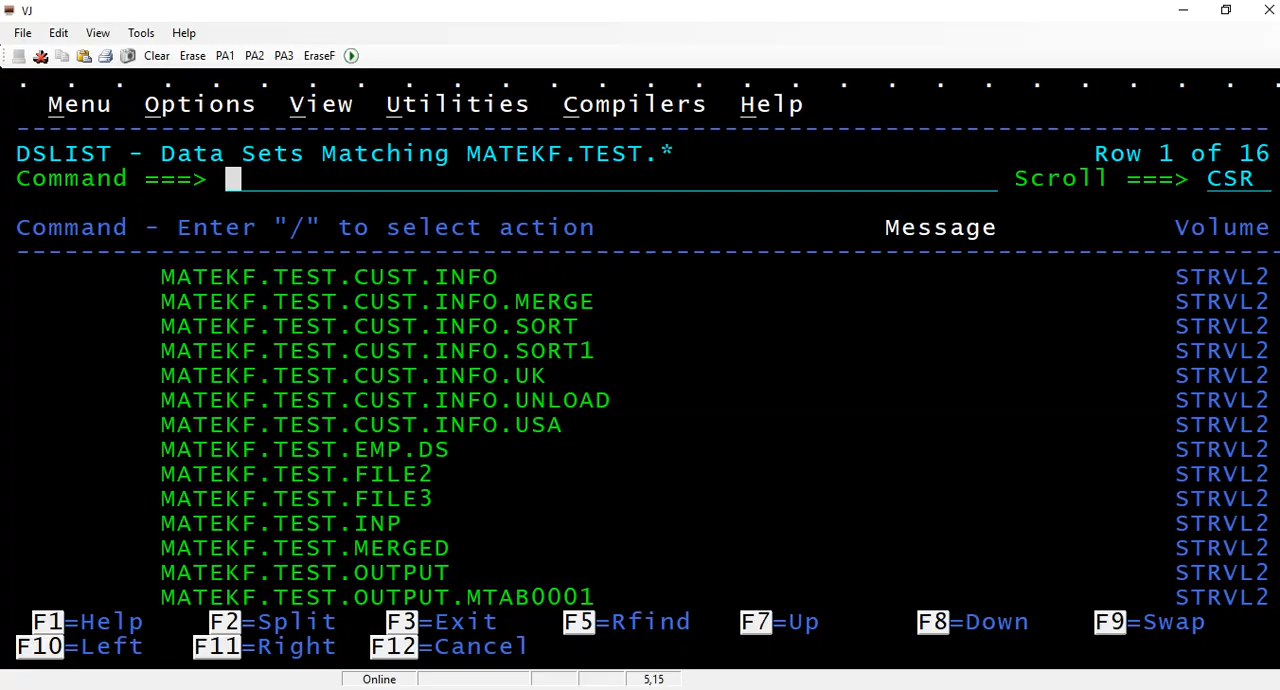 VJ
File Edit View Tools Help
Clear Erase PA1 PA2 PA3 EraseF
Menu Options View Utilities Compilers Help
DSLIST - Data Sets Matching MATEKF.TEST.* Row 1 of 16
Command ===> Scroll ===> CSR
Command - Enter "/" to select action Message Volume
MATEKF.TEST.CUST.INFO STRVL2
MATEKF.TEST.CUST.INFO.MERGE STRVL2
MATEKF.TEST.CUST.INFO.SORT STRVL2
MATEKF.TEST.CUST.INFO.SORT1 STRVL2
MATEKF.TEST.CUST.INFO.UK STRVL2
MATEKF.TEST.CUST.INFO.UNLOAD STRVL2
MATEKF.TEST.CUST.INFO.USA STRVL2
MATEKF.TEST.EMP.DS STRVL2
MATEKF.TEST.FILE2 STRVL2
MATEKF.TEST.FILE3 STRVL2
MATEKF.TEST.INP STRVL2
MATEKF.TEST.MERGED STRVL2
MATEKF.TEST.OUTPUT STRVL2
MATEKF.TEST.OUTPUT.MTAB0001 STRVL2
F1=Help F2=Split F3=Exit F5=Rfind F7=Up F8=Down F9=Swap
F10=Left F11=Right F12=Cancel
Online 5,15